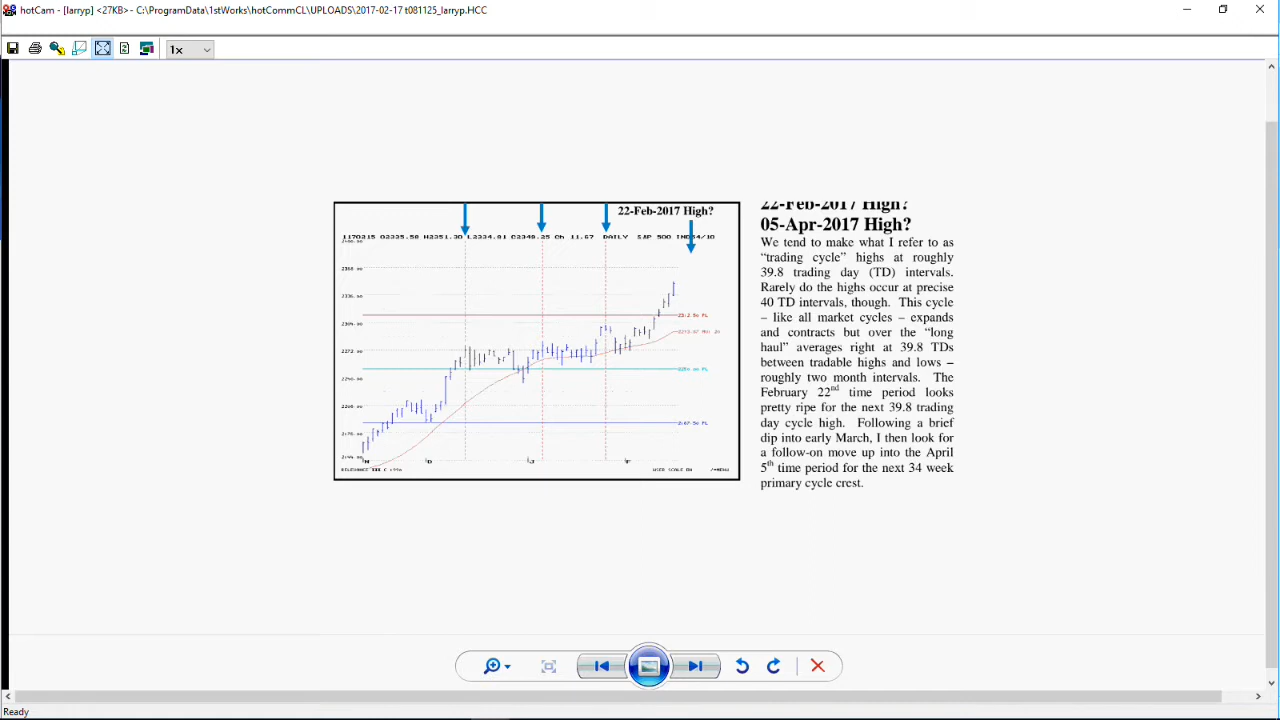 hotCam - [larryp] <27KB> - C:\ProgramData\1stWorks\hotCommCL\UPLOADS\2017-02-17 t081125_larryp.HCC
1x
22-Feb-2017 High?
DAILY S&P 500
M D J F
22-Feb-2017 High?
05-Apr-2017 High?
We tend to make what I refer to as
“trading cycle” highs at roughly
39.8 trading day (TD) intervals.
Rarely do the highs occur at precise
40 TD intervals, though. This cycle
– like all market cycles – expands
and contracts but over the “long
haul” averages right at 39.8 TDs
between tradable highs and lows –
roughly two month intervals. The
February 22nd time period looks
pretty ripe for the next 39.8 trading
day cycle high. Following a brief
dip into early March, I then look for
a follow-on move up into the April
5th time period for the next 34 week
primary cycle crest.
Ready